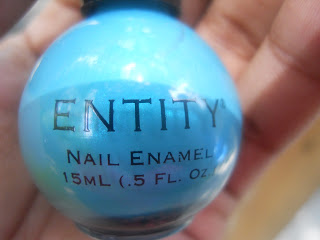 ENTITY
NAIL ENAMEL
15ML (.5 FL. OZ.)